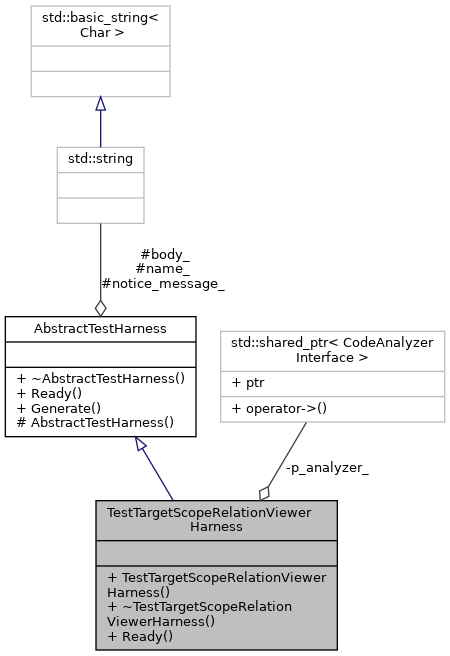 std::basic_string<
Char >
std::string
#body_
#name_
#notice_message_
AbstractTestHarness
+ ~AbstractTestHarness()
+ Ready()
+ Generate()
# AbstractTestHarness()
std::shared_ptr< CodeAnalyzer
Interface >
+ ptr
+ operator->()
-p_analyzer_
TestTargetScopeRelationViewer
Harness
+ TestTargetScopeRelationViewer
Harness()
+ ~TestTargetScopeRelation
ViewerHarness()
+ Ready()